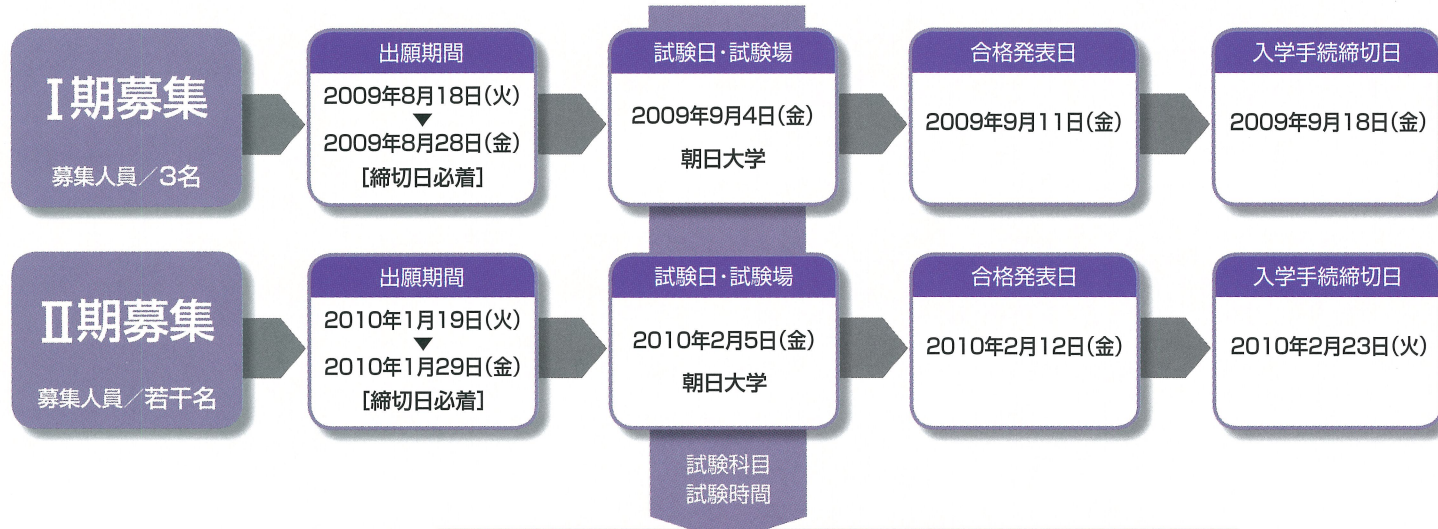 I期募集
募集人員／3名
出願期間
2009年8月18日(火)
▼
2009年8月28日(金)
[締切日必着]
試験日・試験場
2009年9月4日(金)
朝日大学
合格発表日
2009年9月11日(金)
入学手続締切日
2009年9月18日(金)
II期募集
募集人員／若干名
出願期間
2010年1月19日(火)
▼
2010年1月29日(金)
[締切日必着]
試験日・試験場
2010年2月5日(金)
朝日大学
合格発表日
2010年2月12日(金)
入学手続締切日
2010年2月23日(火)
試験科目
試験時間